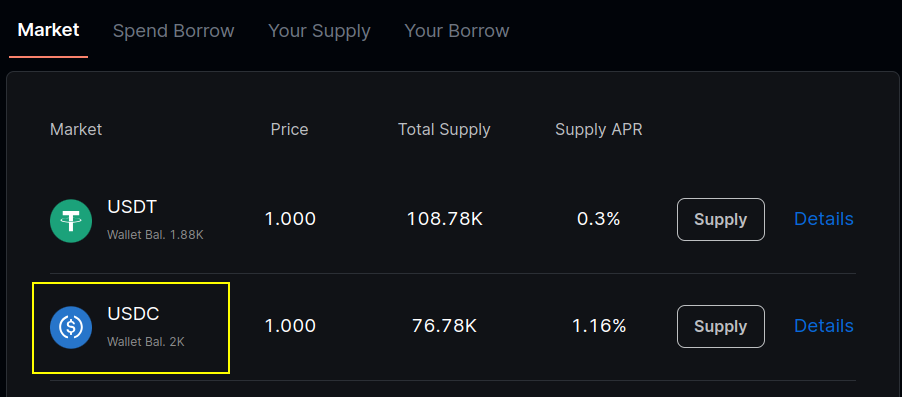 Market Spend Borrow Your Supply Your Borrow
Market Price Total Supply Supply APR
USDT
Wallet Bal. 1.88K
1.000 108.78K 0.3% Supply Details
USDC
Wallet Bal. 2K
1.000 76.78K 1.16% Supply Details